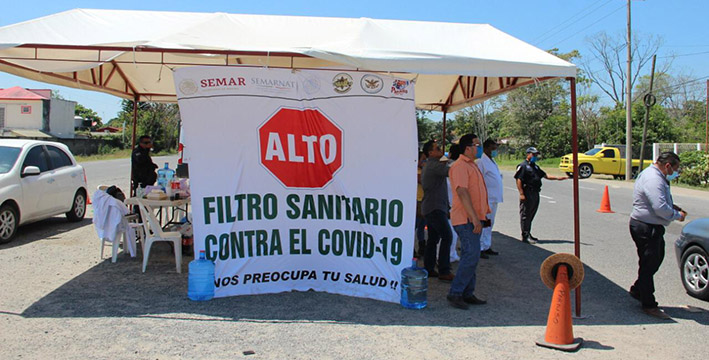 SEMAR SEMARNAT
ALTO
FILTRO SANITARIO
CONTRA EL COVID-19
NOS PREOCUPA TU SALUD !!